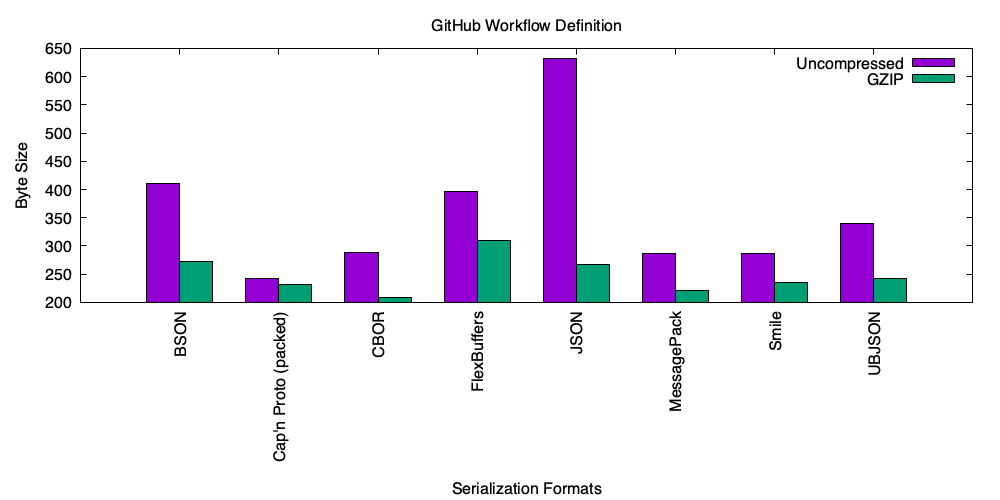 GitHub Workflow Definition
650
600
550
500
450
400
350
300
250
200
Byte Size
Uncompressed
GZIP
BSON
Cap'n Proto (packed)
CBOR
FlexBuffers
JSON
MessagePack
Smile
UBJSON
Serialization Formats